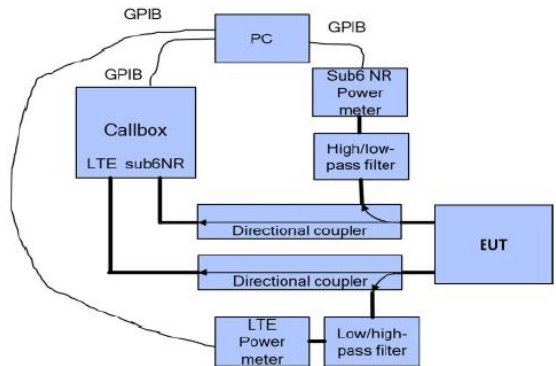 GPIB
PC
GPIB
GPIB
Sub6 NR
Power
meter
Callbox
LTE sub6NR
High/low-
pass filter
Directional coupler
EUT
Directional coupler
LTE
Power
meter
Low/high-
pass filter